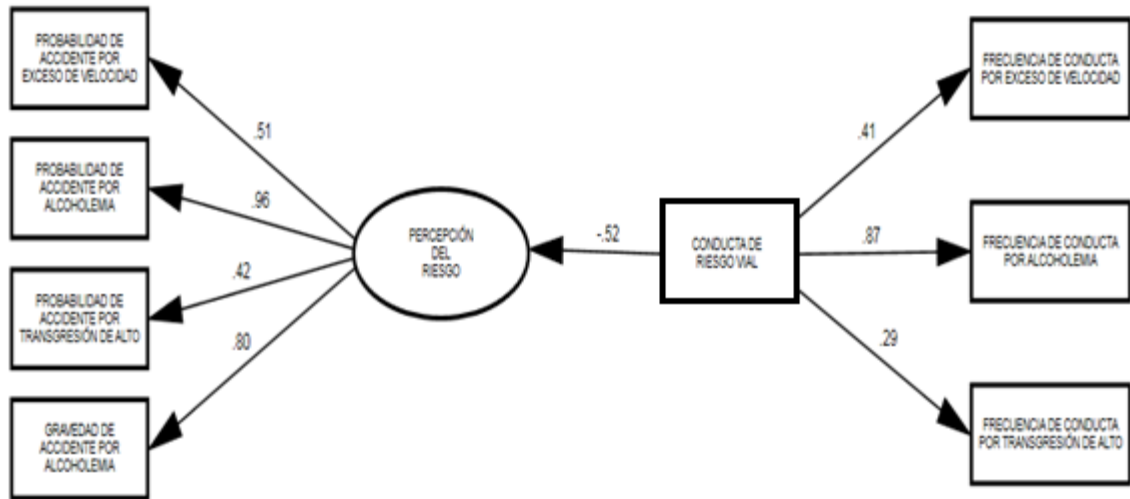 PROBABILIDAD DE
ACCIDENTE POR
EXCESO DE VELOCIDAD
.51
PROBABILIDAD DE
ACCIDENTE POR
ALCOHOLEMIA
.96
PROBABILIDAD DE
ACCIDENTE POR
TRANSGRESIÓN DE ALTO
.42
GRAVEDAD DE
ACCIDENTE POR
ALCOHOLEMIA
.80
PERCEPCIÓN
DEL
RIESGO
-.52
CONDUCTA DE
RIESGO VIAL
.41
FRECUENCIA DE CONDUCTA
POR EXCESO DE VELOCIDAD
.87
FRECUENCIA DE CONDUCTA
POR ALCOHOLEMIA
.29
FRECUENCIA DE CONDUCTA
POR TRANSGRESIÓN DE ALTO